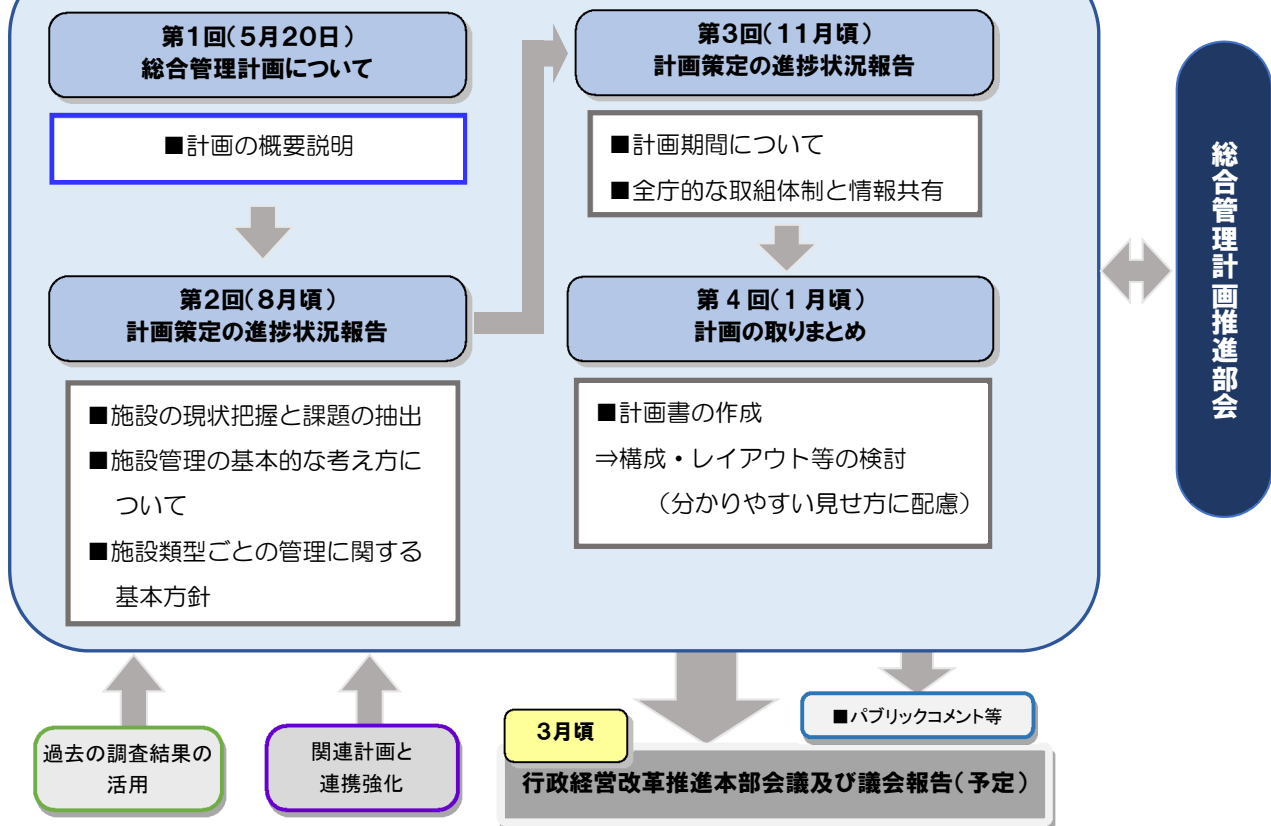 第1回(5月20日)
総合管理計画について
■計画の概要説明
第2回(8月頃)
計画策定の進捗状況報告
■施設の現状把握と課題の抽出
■施設管理の基本的な考え方に
ついて
■施設類型ごとの管理に関する
基本方針
第3回(11月頃)
計画策定の進捗状況報告
■計画期間について
■全庁的な取組体制と情報共有
第4回(1月頃)
計画の取りまとめ
■計画書の作成
⇒構成・レイアウト等の検討
(分かりやすい見せ方に配慮)
総合管理計画推進部会
過去の調査結果の
活用
関連計画と
連携強化
■パブリックコメント等
3月頃
行政経営改革推進本部会議及び議会報告(予定)